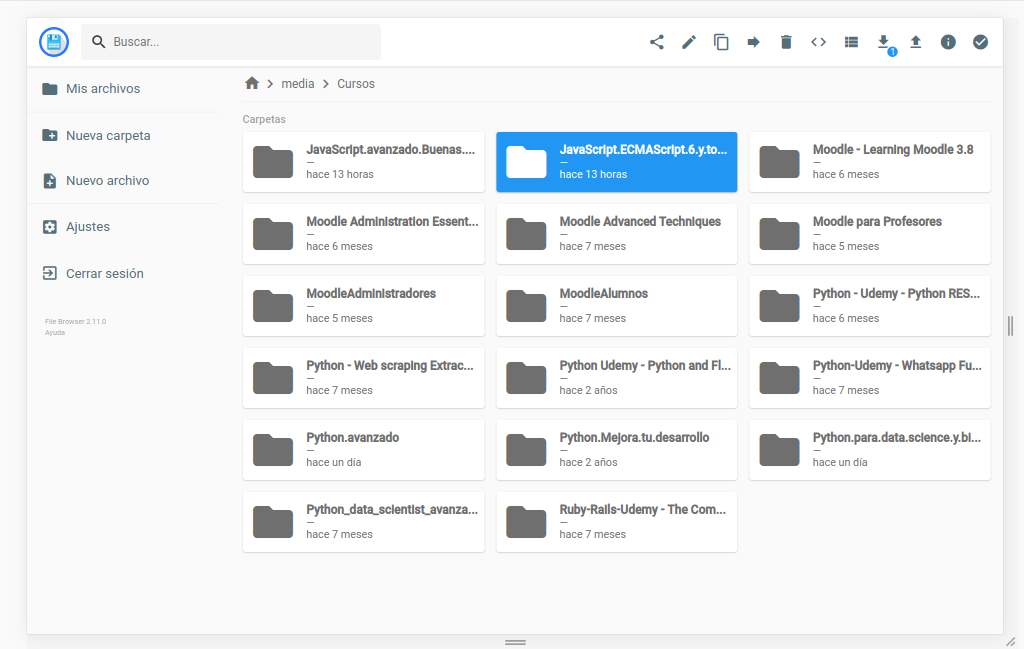 Buscar...
1
Mis archivos
Nueva carpeta
Nuevo archivo
Ajustes
Cerrar sesión
File Browser 2.11.0
Ayuda
media
Cursos
Carpetas
JavaScript.avanzado.Buenas....
—
hace 13 horas
JavaScript.ECMAScript.6.y.to...
—
hace 13 horas
Moodle - Learning Moodle 3.8
—
hace 6 meses
Moodle Administration Essent...
—
hace 6 meses
Moodle Advanced Techniques
—
hace 7 meses
Moodle para Profesores
—
hace 5 meses
MoodleAdministradores
—
hace 5 meses
MoodleAlumnos
—
hace 7 meses
Python - Udemy - Python RES...
—
hace 6 meses
Python - Web scraping Extrac...
—
hace 7 meses
Python Udemy - Python and Fl...
—
hace 2 años
Python-Udemy - Whatsapp Fu...
—
hace 7 meses
Python.avanzado
—
hace un día
Python.Mejora.tu.desarrollo
—
hace 2 años
Python.para.data.science.y.bi...
—
hace un día
Python_data_scientist_avanza...
—
hace 7 meses
Ruby-Rails-Udemy - The Com...
—
hace 7 meses